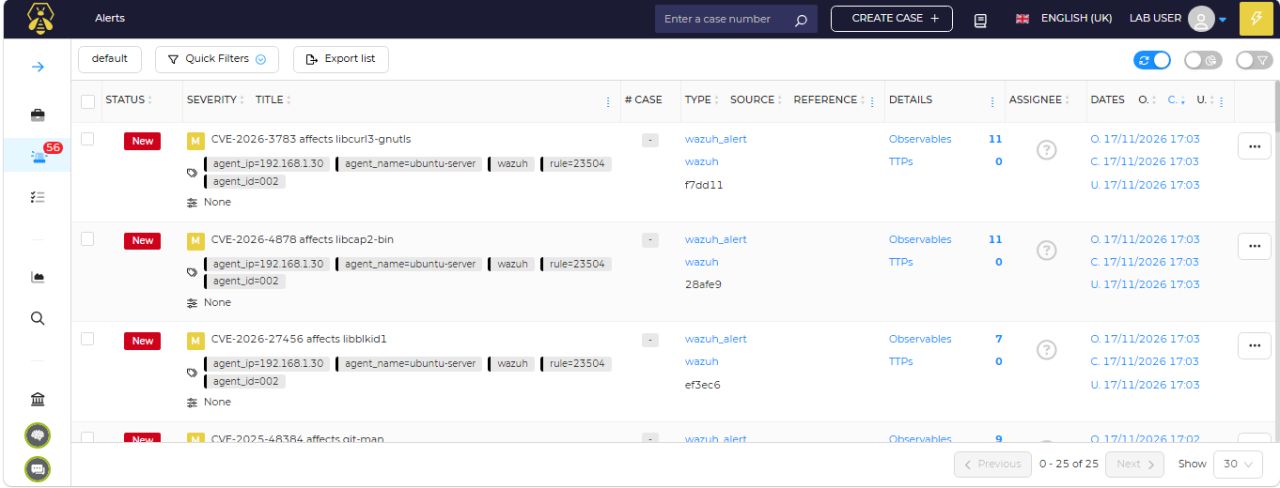 Alerts Enter a case number CREATE CASE + ENGLISH (UK) LAB USER
default Quick Filters Export list
STATUS SEVERITY TITLE # CASE TYPE SOURCE REFERENCE DETAILS ASSIGNEE DATES O. C. U.
56
New M CVE-2026-3783 affects libcurl3-gnutls - wazuh_alert Observables 11 O. 17/11/2026 17:03
agent_ip=192.168.1.30 agent_name=ubuntu-server wazuh rule=23504 wazuh TTPs 0 C. 17/11/2026 17:03
agent_id=002 f7dd11 U. 17/11/2026 17:03
None
New M CVE-2026-4878 affects libcap2-bin - wazuh_alert Observables 11 O. 17/11/2026 17:03
agent_ip=192.168.1.30 agent_name=ubuntu-server wazuh rule=23504 wazuh TTPs 0 C. 17/11/2026 17:03
agent_id=002 28afe9 U. 17/11/2026 17:03
None
New M CVE-2026-27456 affects libblkid1 - wazuh_alert Observables 7 O. 17/11/2026 17:03
agent_ip=192.168.1.30 agent_name=ubuntu-server wazuh rule=23504 wazuh TTPs 0 C. 17/11/2026 17:03
agent_id=002 ef3ec6 U. 17/11/2026 17:03
None
New M CVE-2025-48384 affects git-man - wazuh_alert Observables 9 O. 17/11/2026 17:02
Previous 0 - 25 of 25 Next Show 30